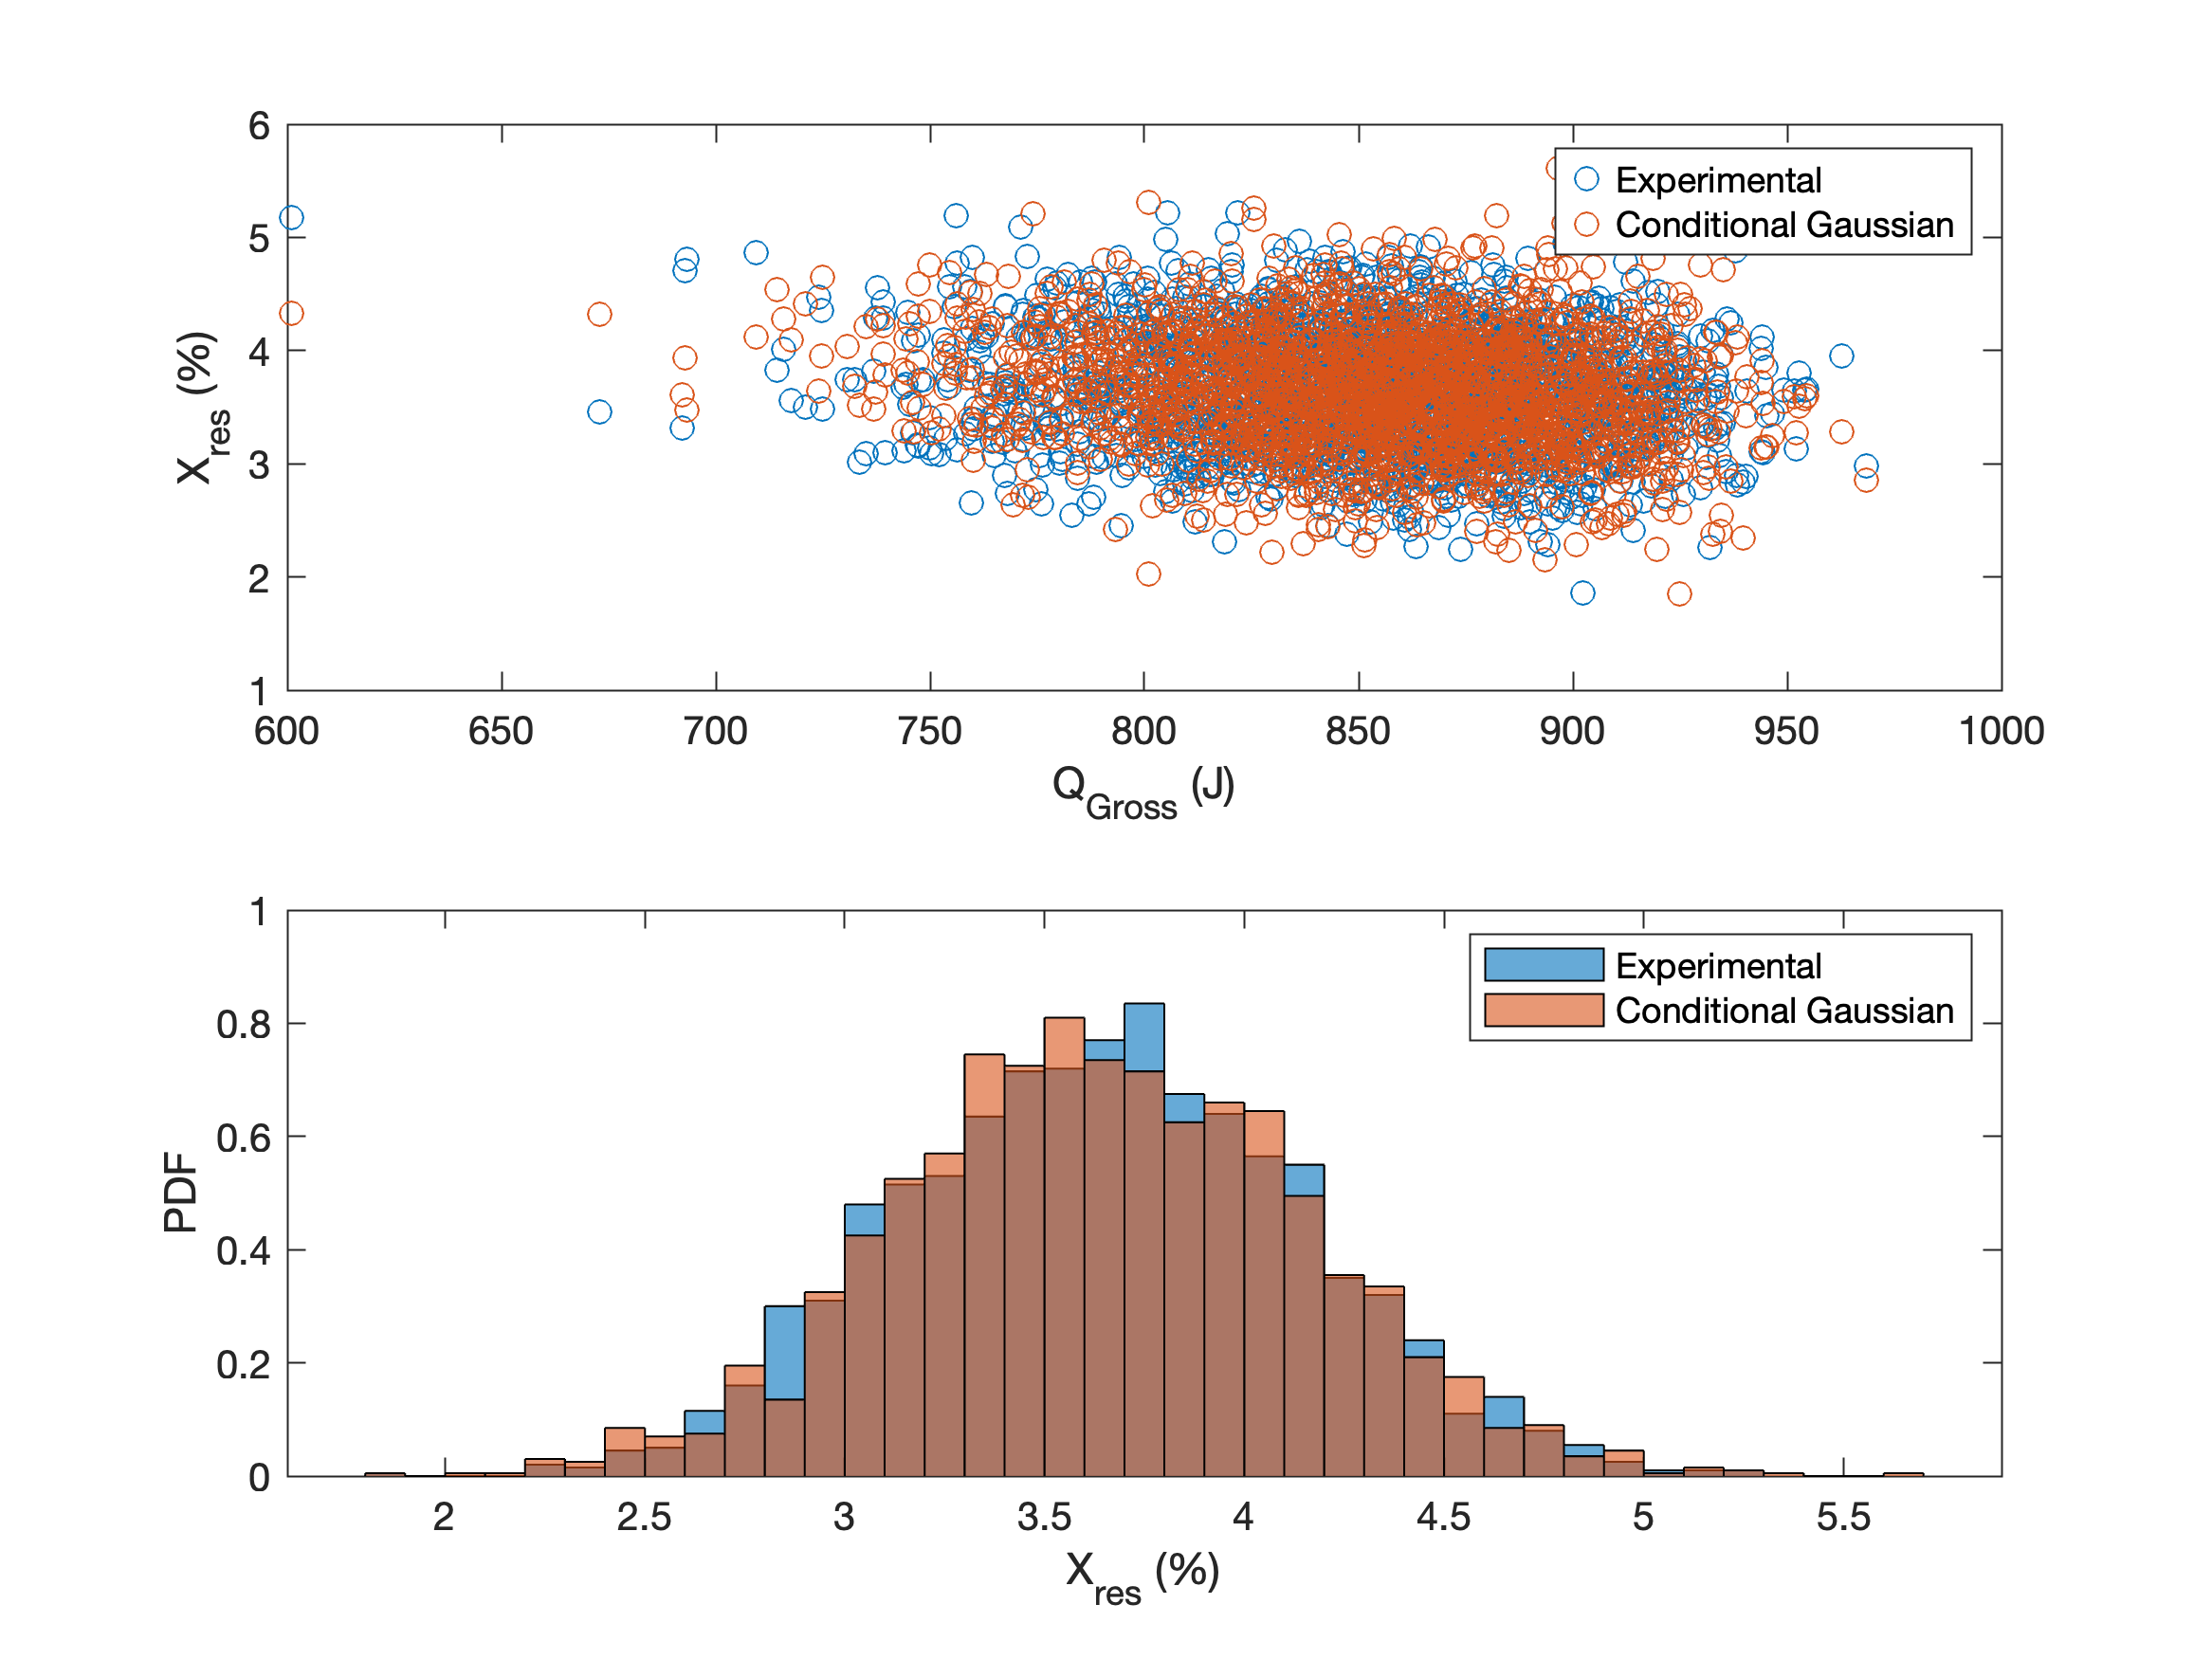 6
5
4
3
2
1
X_res (%)
Experimental
Conditional Gaussian
600 650 700 750 800 850 900 950 1000
Q_Gross (J)
1
0.8
0.6
0.4
0.2
0
PDF
Experimental
Conditional Gaussian
2 2.5 3 3.5 4 4.5 5 5.5
X_res (%)